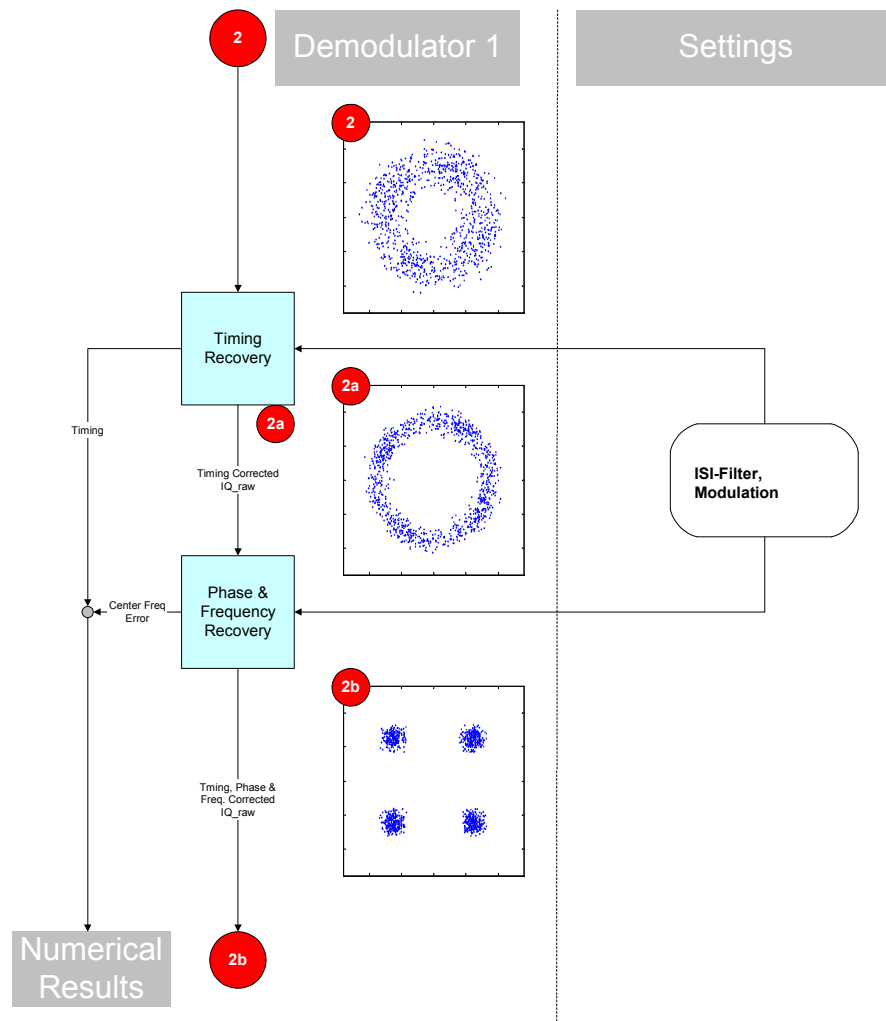 2
Demodulator 1
Settings
2
Timing
Recovery
2a
2a
Timing
Timing Corrected
IQ_raw
ISI-Filter,
Modulation
Phase &
Frequency
Recovery
Center Freq
Error
2b
Tming, Phase &
Freq. Corrected
IQ_raw
Numerical
Results
2b